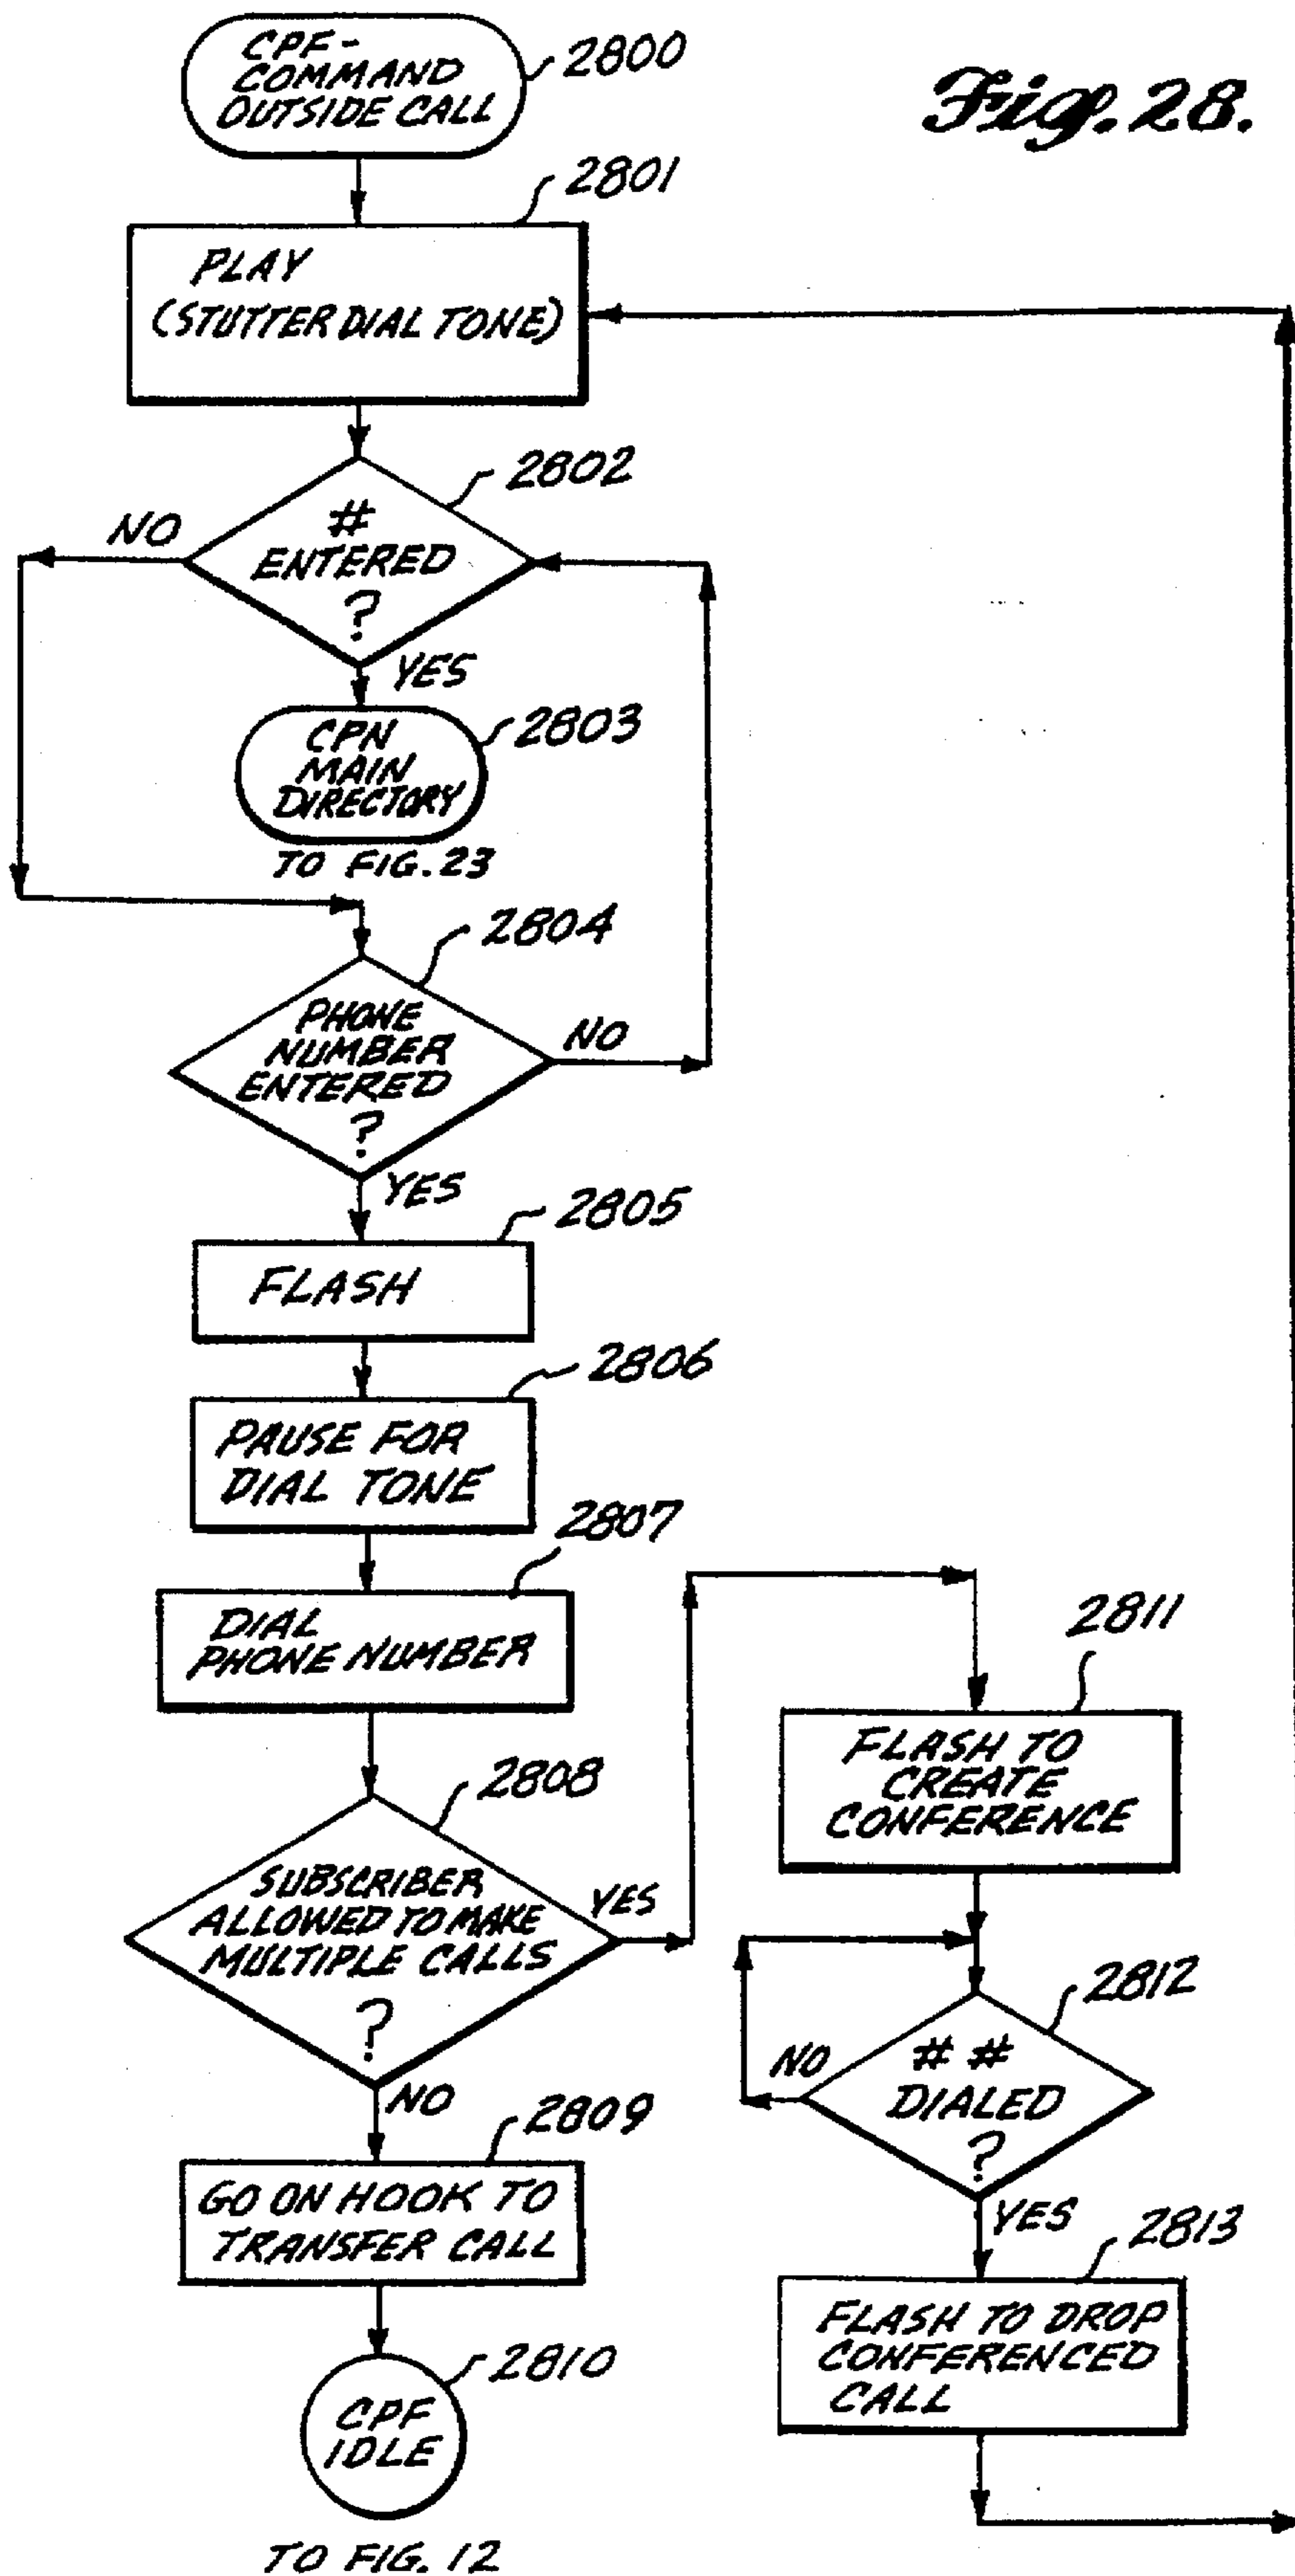 CPF-
COMMAND
OUTSIDE CALL
2800
Fig. 28.
2801
PLAY
(STUTTER DIAL TONE)
2802
#
ENTERED
?
NO
YES
CPN
MAIN
DIRECTORY
2803
TO FIG. 23
2804
PHONE
NUMBER
ENTERED
?
NO
YES
2805
FLASH
2806
PAUSE FOR
DIAL TONE
2807
DIAL
PHONE NUMBER
2808
SUBSCRIBER
ALLOWED TO MAKE
MULTIPLE CALLS
?
YES
NO
2809
GO ON HOOK TO
TRANSFER CALL
2810
CPF
IDLE
TO FIG. 12
2811
FLASH TO
CREATE
CONFERENCE
2812
# #
DIALED
?
NO
YES
2813
FLASH TO DROP
CONFERENCED
CALL